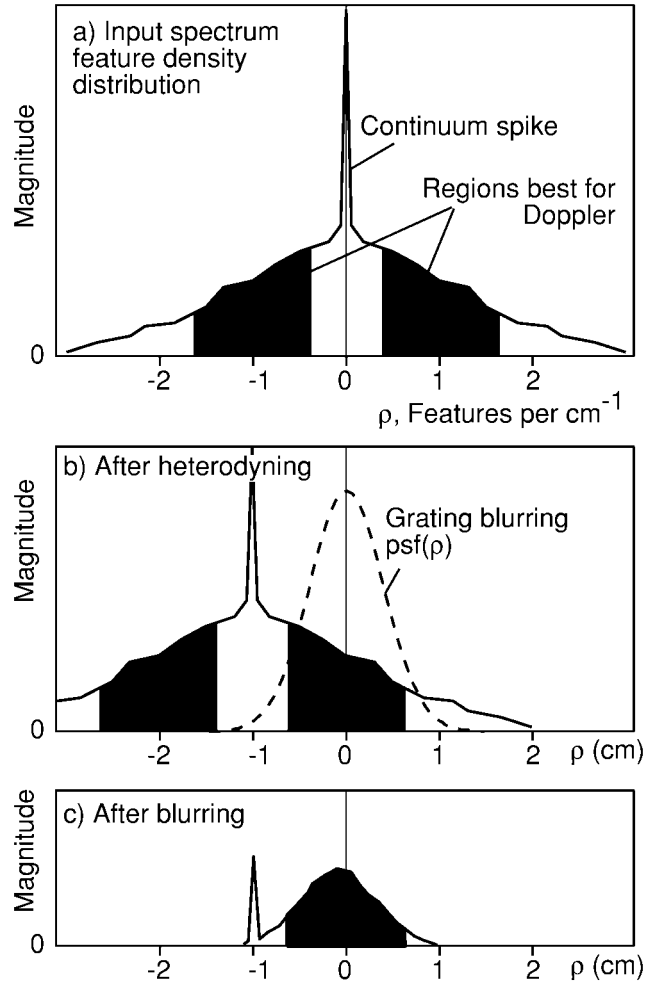 a) Input spectrum
feature density
distribution
Continuum spike
Regions best for
Doppler
Magnitude
0
-2 -1 0 1 2
ρ, Features per cm⁻¹
b) After heterodyning
Grating blurring
psf(ρ)
Magnitude
0
-2 -1 0 1 2 ρ (cm)
c) After blurring
Magnitude
0
-2 -1 0 1 2 ρ (cm)